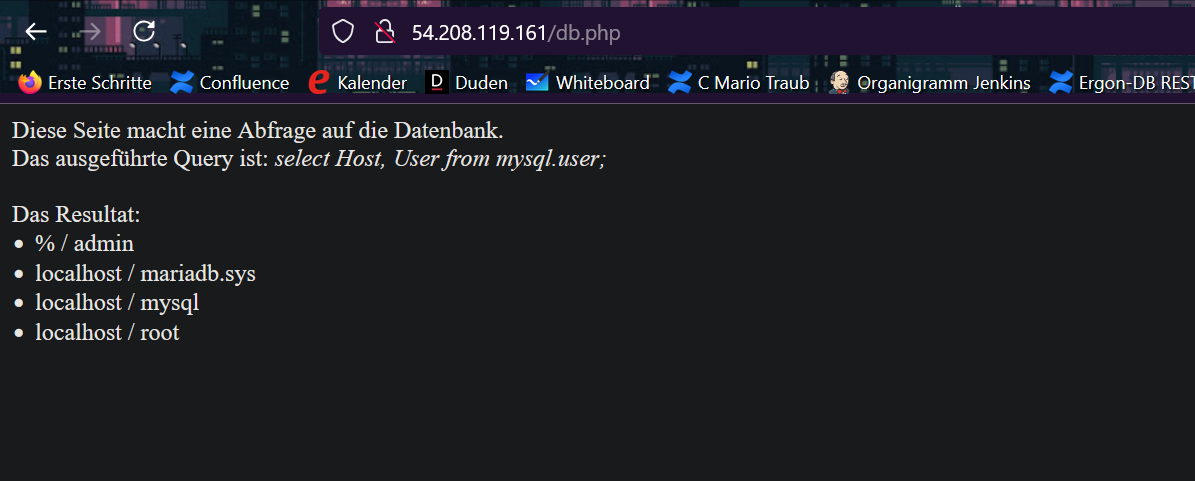 54.208.119.161/db.php
Erste Schritte Confluence Kalender Duden Whiteboard C Mario Traub Organigramm Jenkins Ergon-DB REST
Diese Seite macht eine Abfrage auf die Datenbank.
Das ausgeführte Query ist: select Host, User from mysql.user;
Das Resultat:
• % / admin
• localhost / mariadb.sys
• localhost / mysql
• localhost / root